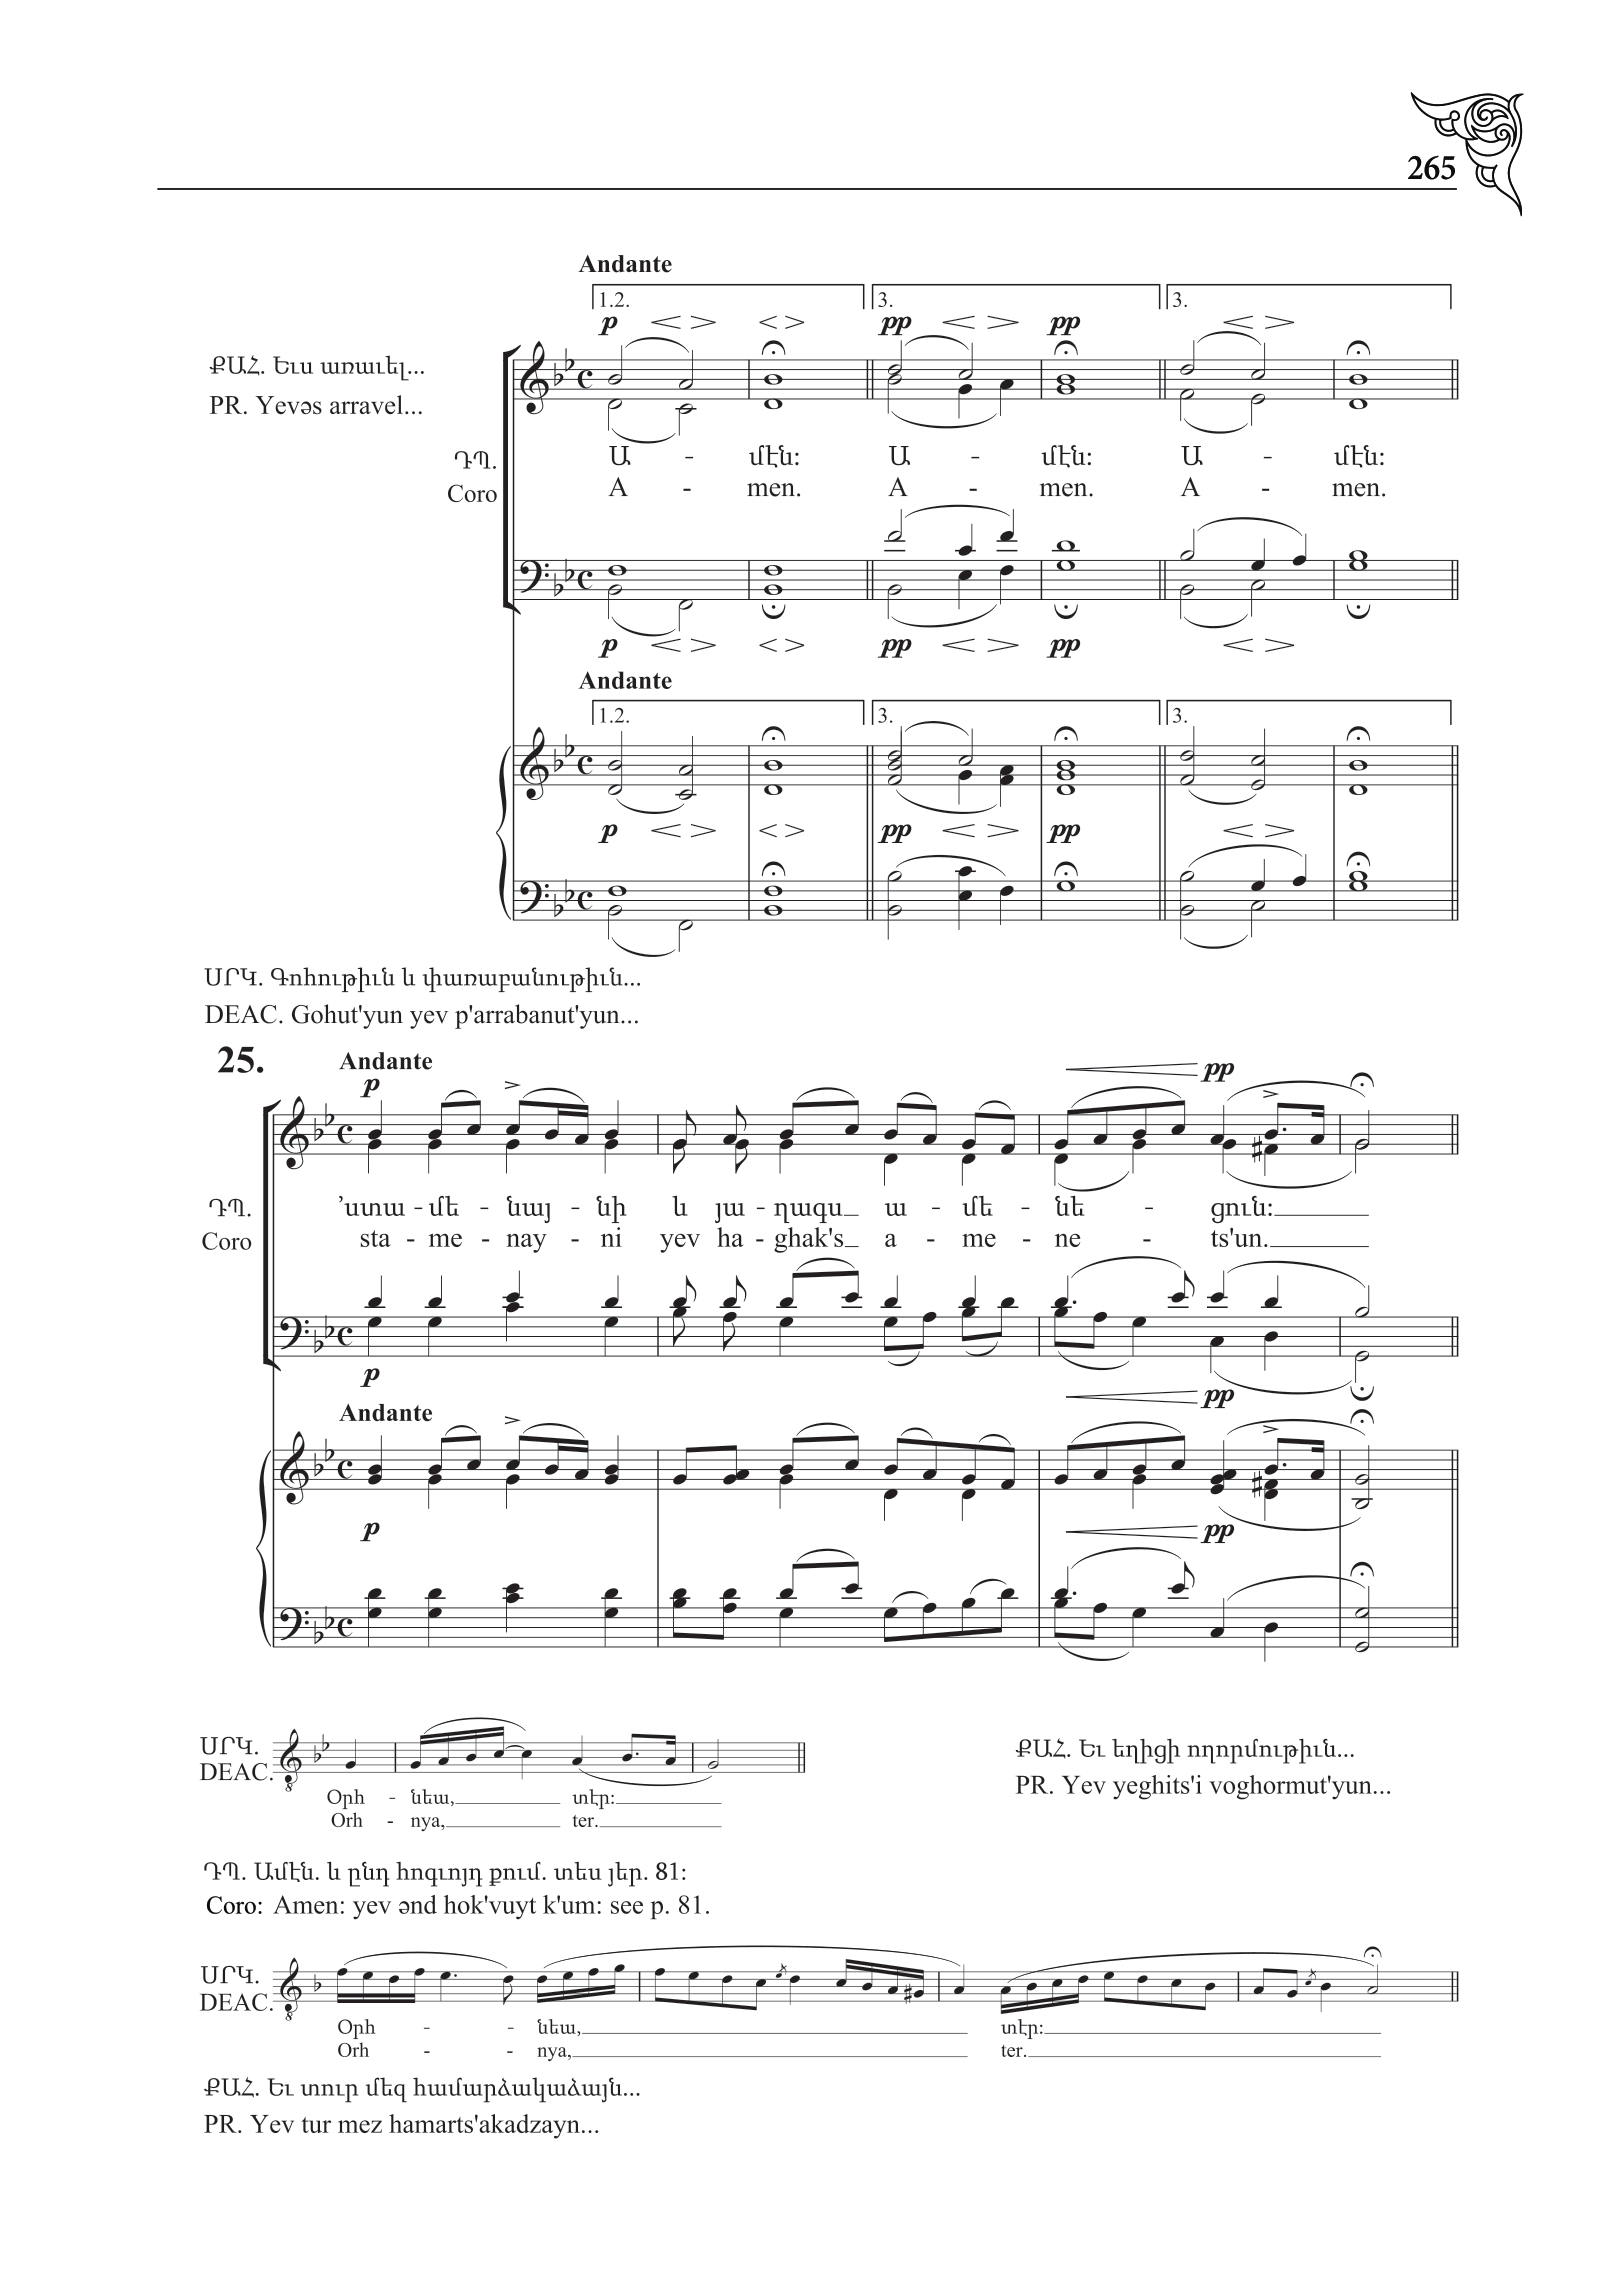 265
Andante
1.2. 3. 3.
p pp pp
ՔԱՀ. Եւս առաւել...
PR. Yevəs arravel...
ԴՊ. Ա - մէն: Ա - մէն: Ա - մէն:
Coro A - men. A - men. A - men.
p pp pp
Andante
1.2. 3. 3.
p pp pp
ՍՐԿ. Գոհութիւն և փառաբանութիւն...
DEAC. Gohut'yun yev p'arrabanut'yun...
25. Andante
p pp
ԴՊ. ՚ստա - մե - նայ - նի և յա - ղագս_ ա - մե - նե - ցուն:_
Coro sta - me - nay - ni yev ha - ghak's_ a - me - ne - ts'un._
p pp
Andante
p pp
ՍՐԿ.
DEAC.
Օրհ - նեա,_ տէր:_
Orh - nya,_ ter._
ՔԱՀ. Եւ եղիցի ողորմութիւն...
PR. Yev yeghits'i voghormut'yun...
ԴՊ. Ամէն. և ընդ հոգւոյդ քում. տես յեր. 81:
Coro: Amen: yev ənd hok'vuyt k'um: see p. 81.
ՍՐԿ.
DEAC.
Օրհ - - նեա,_ տէր:_
Orh - - nya,_ ter._
ՔԱՀ. Եւ տուր մեզ համարձակաձայն...
PR. Yev tur mez hamarts'akadzayn...